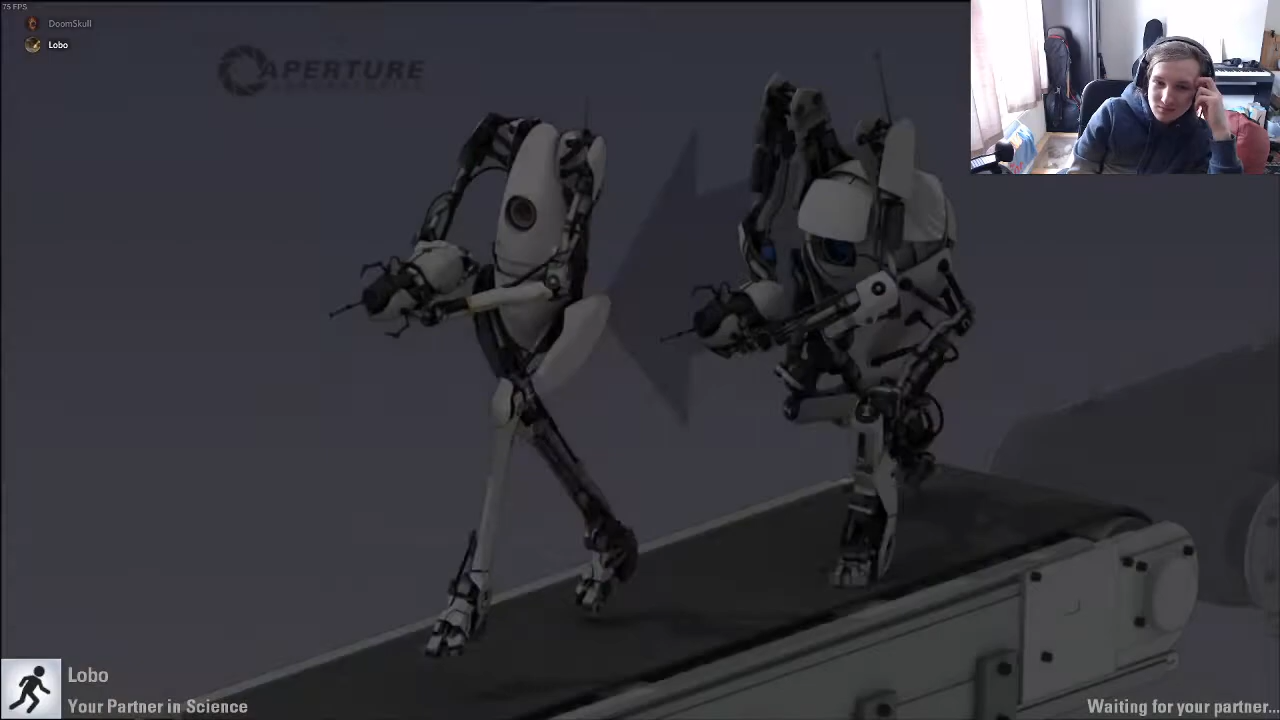 75 FPS
DoomSkull
Lobo
APERTURE
Lobo
Your Partner in Science
Waiting for your partner...